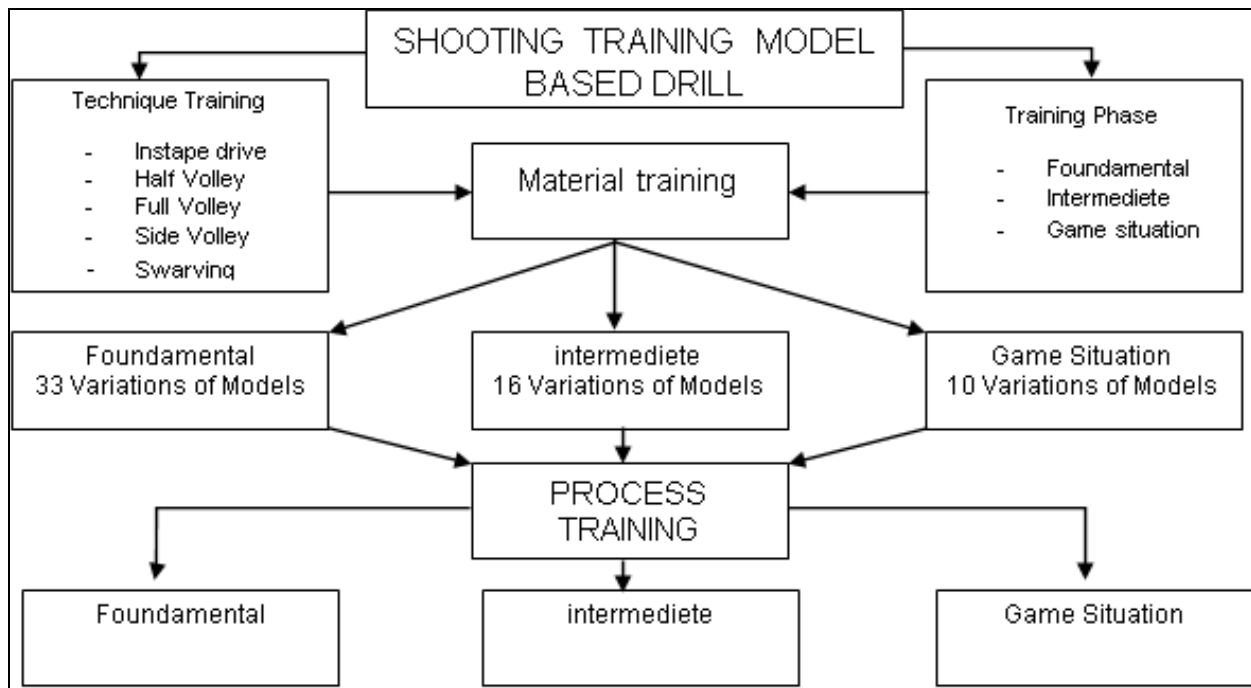 SHOOTING TRAINING MODEL
BASED DRILL
Technique Training
- Instape drive
- Half Volley
- Full Volley
- Side Volley
- Swarving
Material training
Training Phase
- Foundamental
- Intermediete
- Game situation
Foundamental
33 Variations of Models
intermediete
16 Variations of Models
Game Situation
10 Variations of Models
PROCESS
TRAINING
Foundamental
intermediete
Game Situation